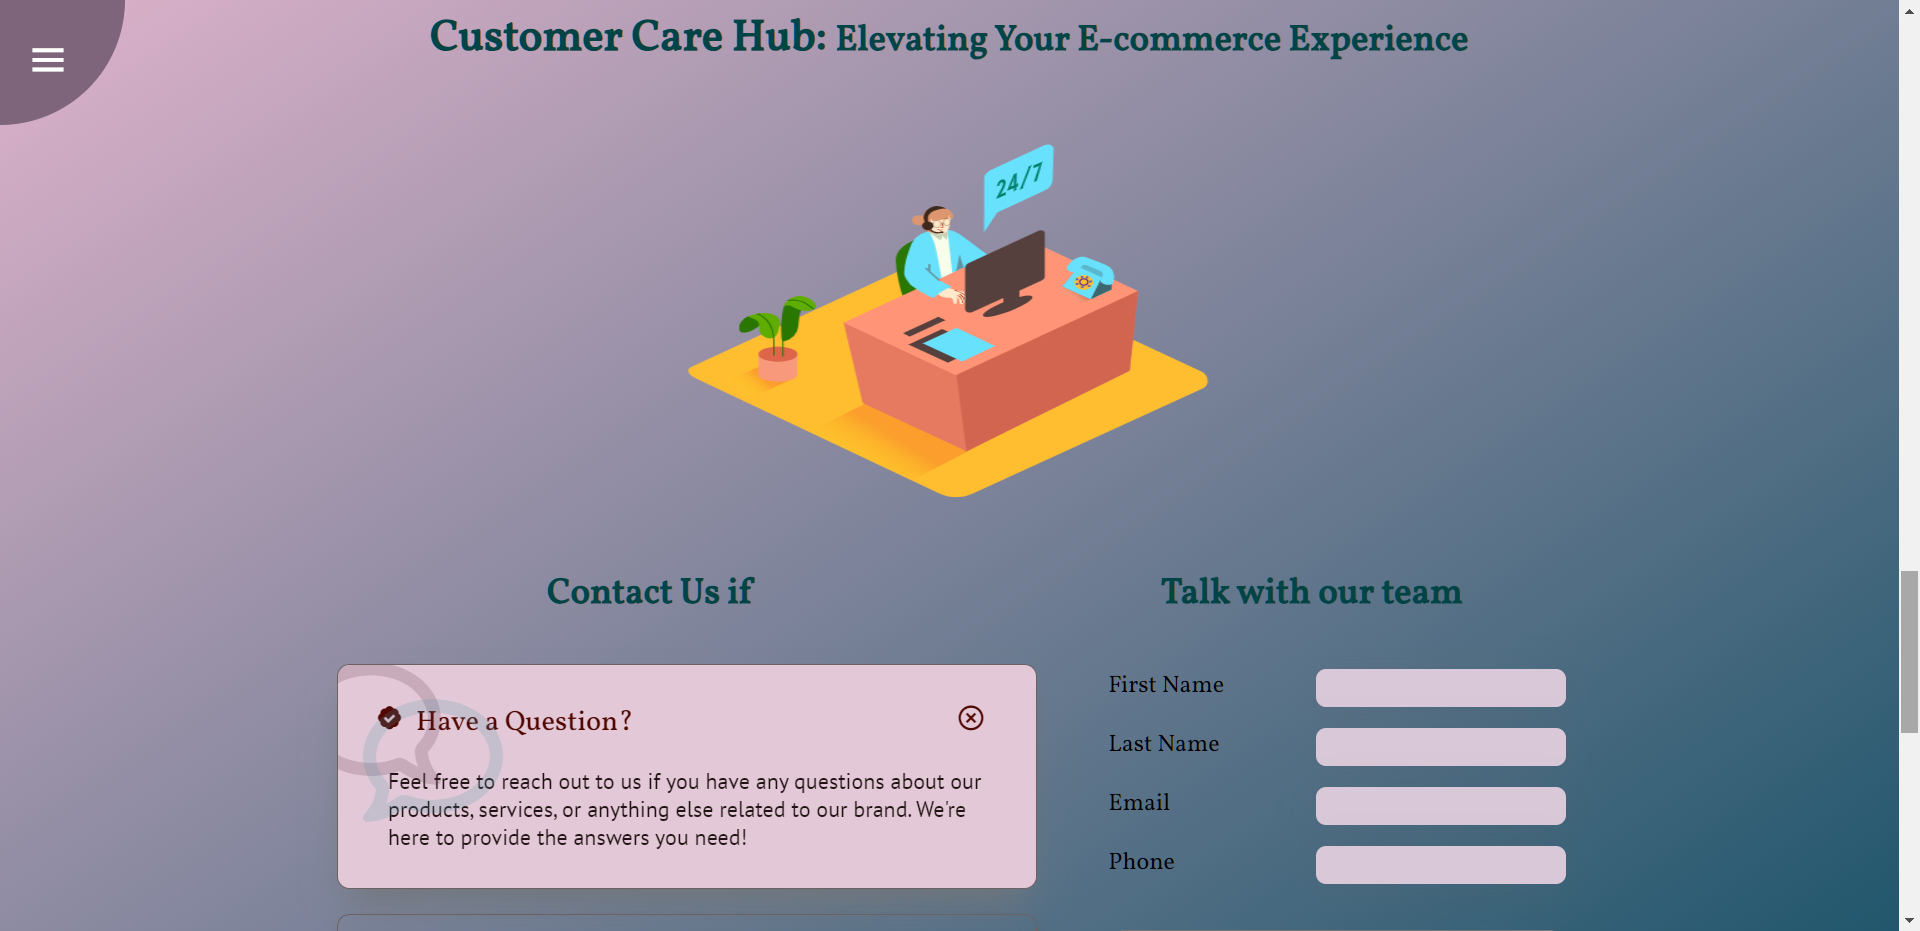 Customer Care Hub: Elevating Your E-commerce Experience
24/7
Contact Us if
Talk with our team
Have a Question?
Feel free to reach out to us if you have any questions about our
products, services, or anything else related to our brand. We're
here to provide the answers you need!
First Name
Last Name
Email
Phone